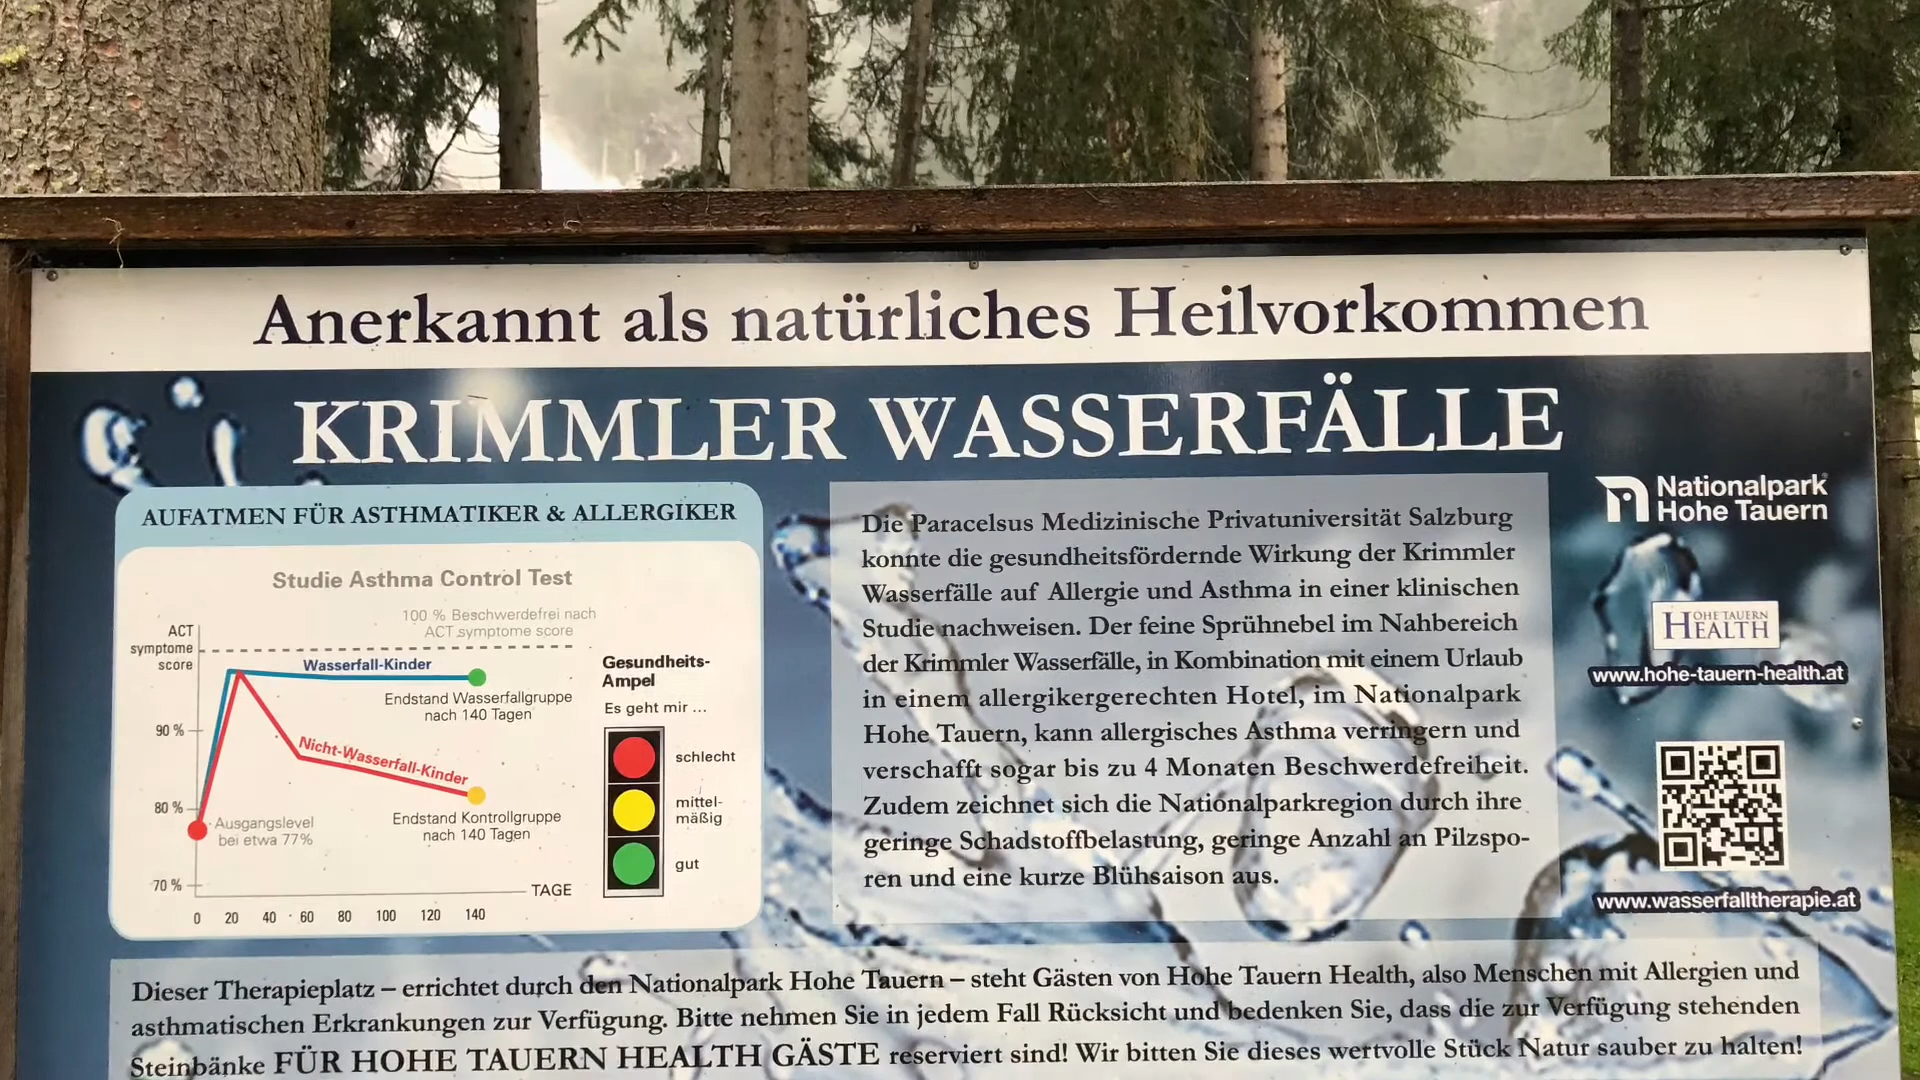 Anerkannt als natürliches Heilvorkommen
KRIMMLER WASSERFÄLLE
AUFATMEN FÜR ASTHMATIKER & ALLERGIKER
Studie Asthma Control Test
100 % Beschwerdefrei nach
ACT symptome score
ACT
symptome
score
Wasserfall-Kinder
Endstand Wasserfallgruppe
nach 140 Tagen
90 %
Nicht-Wasserfall-Kinder
80 %
Endstand Kontrollgruppe
nach 140 Tagen
Ausgangslevel
bei etwa 77%
70 %
TAGE
0 20 40 60 80 100 120 140
Gesundheits-
Ampel
Es geht mir ...
schlecht
mittel-
mäßig
gut
Die Paracelsus Medizinische Privatuniversität Salzburg
konnte die gesundheitsfördernde Wirkung der Krimmler
Wasserfälle auf Allergie und Asthma in einer klinischen
Studie nachweisen. Der feine Sprühnebel im Nahbereich
der Krimmler Wasserfälle, in Kombination mit einem Urlaub
in einem allergikergerechten Hotel, im Nationalpark
Hohe Tauern, kann allergisches Asthma verringern und
verschafft sogar bis zu 4 Monaten Beschwerdefreiheit.
Zudem zeichnet sich die Nationalparkregion durch ihre
geringe Schadstoffbelastung, geringe Anzahl an Pilzspo-
ren und eine kurze Blühsaison aus.
Nationalpark
Hohe Tauern
HOHE TAUERN
HEALTH
www.hohe-tauern-health.at
www.wasserfalltherapie.at
Dieser Therapieplatz – errichtet durch den Nationalpark Hohe Tauern – steht Gästen von Hohe Tauern Health, also Menschen mit Allergien und
asthmatischen Erkrankungen zur Verfügung. Bitte nehmen Sie in jedem Fall Rücksicht und bedenken Sie, dass die zur Verfügung stehenden
Steinbänke FÜR HOHE TAUERN HEALTH GÄSTE reserviert sind! Wir bitten Sie dieses wertvolle Stück Natur sauber zu halten!